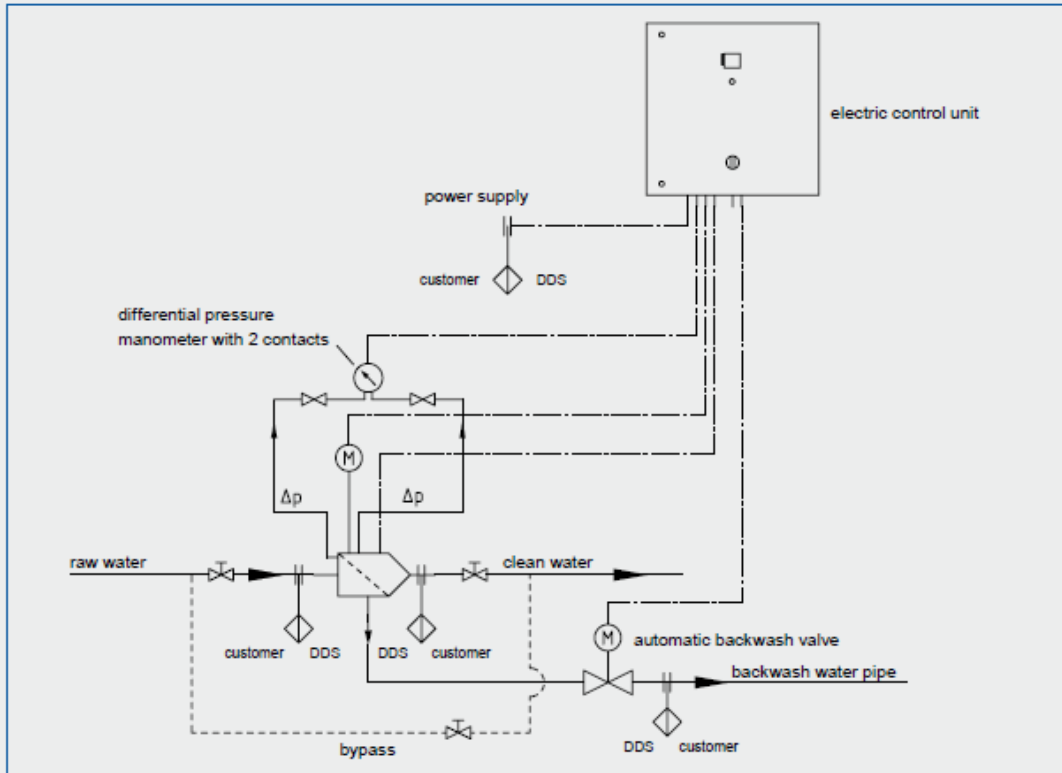 electric control unit
power supply
customer DDS
differential pressure
manometer with 2 contacts
M
Δp Δp
raw water clean water
customer DDS DDS customer
M automatic backwash valve
backwash water pipe
DDS customer
bypass